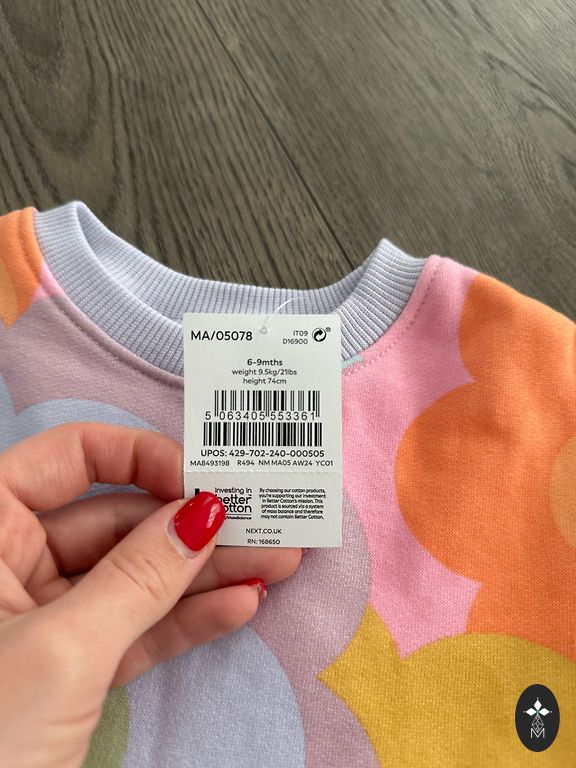 MA/05078
IT09
D16900
6-9mths
weight 9.5kg/21lbs
height 74cm
5 063405 553361
UPOS: 429-702-240-000505
MA8493198 R494 NM MA05 AW24 YC01
investing in
better
cotton
By choosing our cotton products,
you're supporting our investment
in Better Cotton's mission. This
product is sourced via a system
of mass balance and therefore
may not contain Better Cotton.
NEXT.CO.UK
RN: 168650